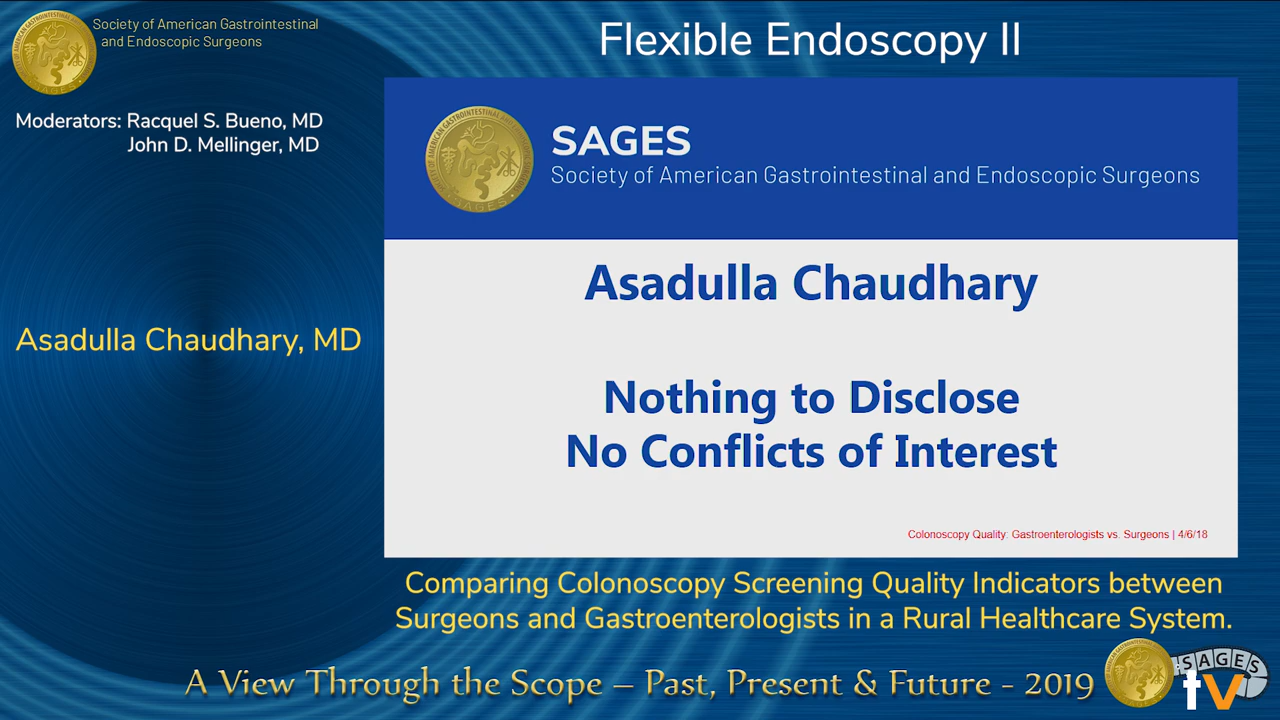 Society of American Gastrointestinal
and Endoscopic Surgeons
Flexible Endoscopy II
Moderators: Racquel S. Bueno, MD
John D. Mellinger, MD
SAGES
Society of American Gastrointestinal and Endoscopic Surgeons
Asadulla Chaudhary
Asadulla Chaudhary, MD
Nothing to Disclose
No Conflicts of Interest
Colonoscopy Quality: Gastroenterologists vs. Surgeons | 4/6/18
Comparing Colonoscopy Screening Quality Indicators between
Surgeons and Gastroenterologists in a Rural Healthcare System.
A View Through the Scope – Past, Present & Future - 2019
SAGES
tv